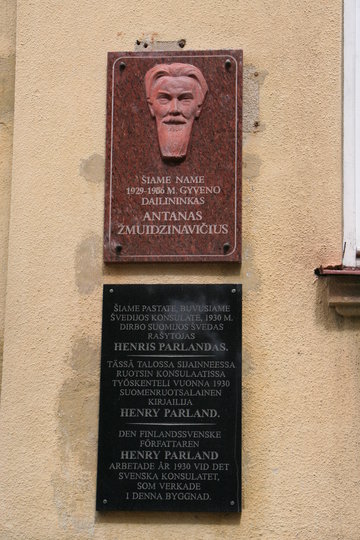 ŠIAME NAME
1929-1966 M. GYVENO
DAILININKAS
ANTANAS
ŽMUIDZINAVIČIUS
ŠIAME PASTATE, BUVUSIAME
ŠVEDIJOS KONSULATE, 1930 M.
DIRBO SUOMIJOS ŠVEDAS
RAŠYTOJAS
HENRIS PARLANDAS.
TÄSSÄ TALOSSA SIJAINNEESSA
RUOTSIN KONSULAATISSA
TYÖSKENTELI VUONNA 1930
SUOMENRUOTSALAINEN
KIRJAILIJA
HENRY PARLAND.
DEN FINLANDSSVENSKE
FÖRFATTAREN
HENRY PARLAND
ARBETADE ÅR 1930 VID DET
SVENSKA KONSULATET,
SOM VERKADE
I DENNA BYGGNAD.